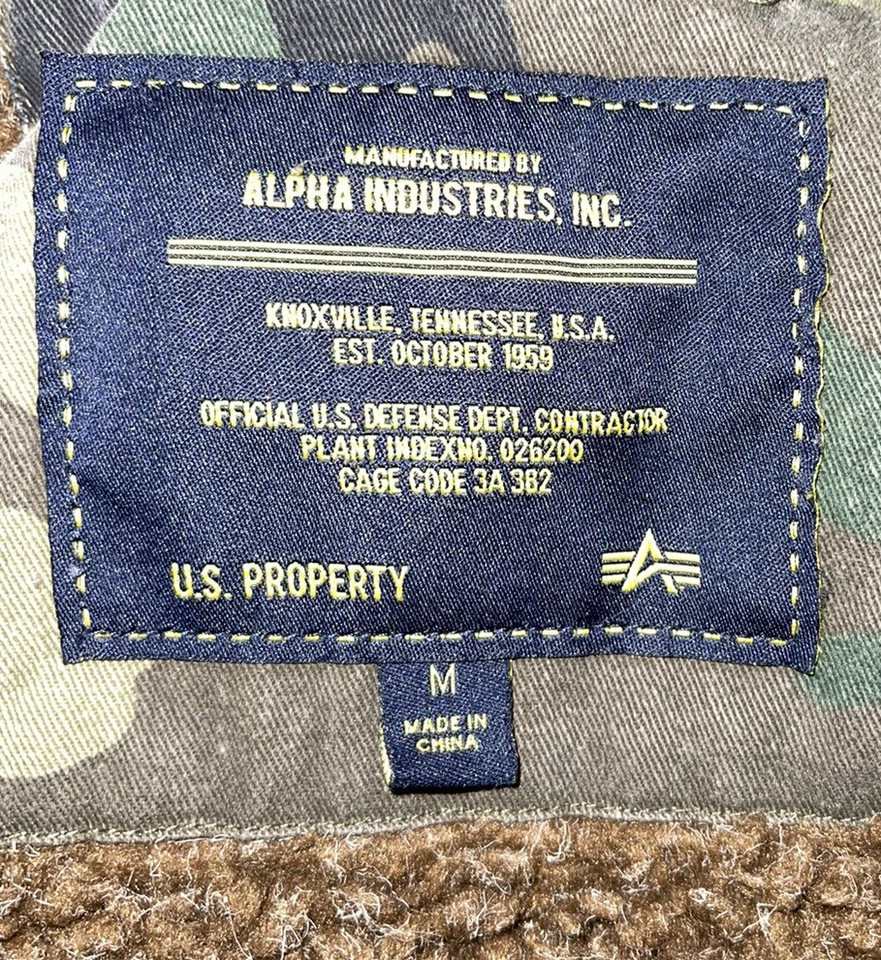 MANUFACTURED BY
ALPHA INDUSTRIES, INC.
KNOXVILLE, TENNESSEE, U.S.A.
EST. OCTOBER 1959
OFFICIAL U.S. DEFENSE DEPT. CONTRACTOR
PLANT INDEXNO. 026200
CAGE CODE 3A 382
U.S. PROPERTY
M
MADE IN
CHINA